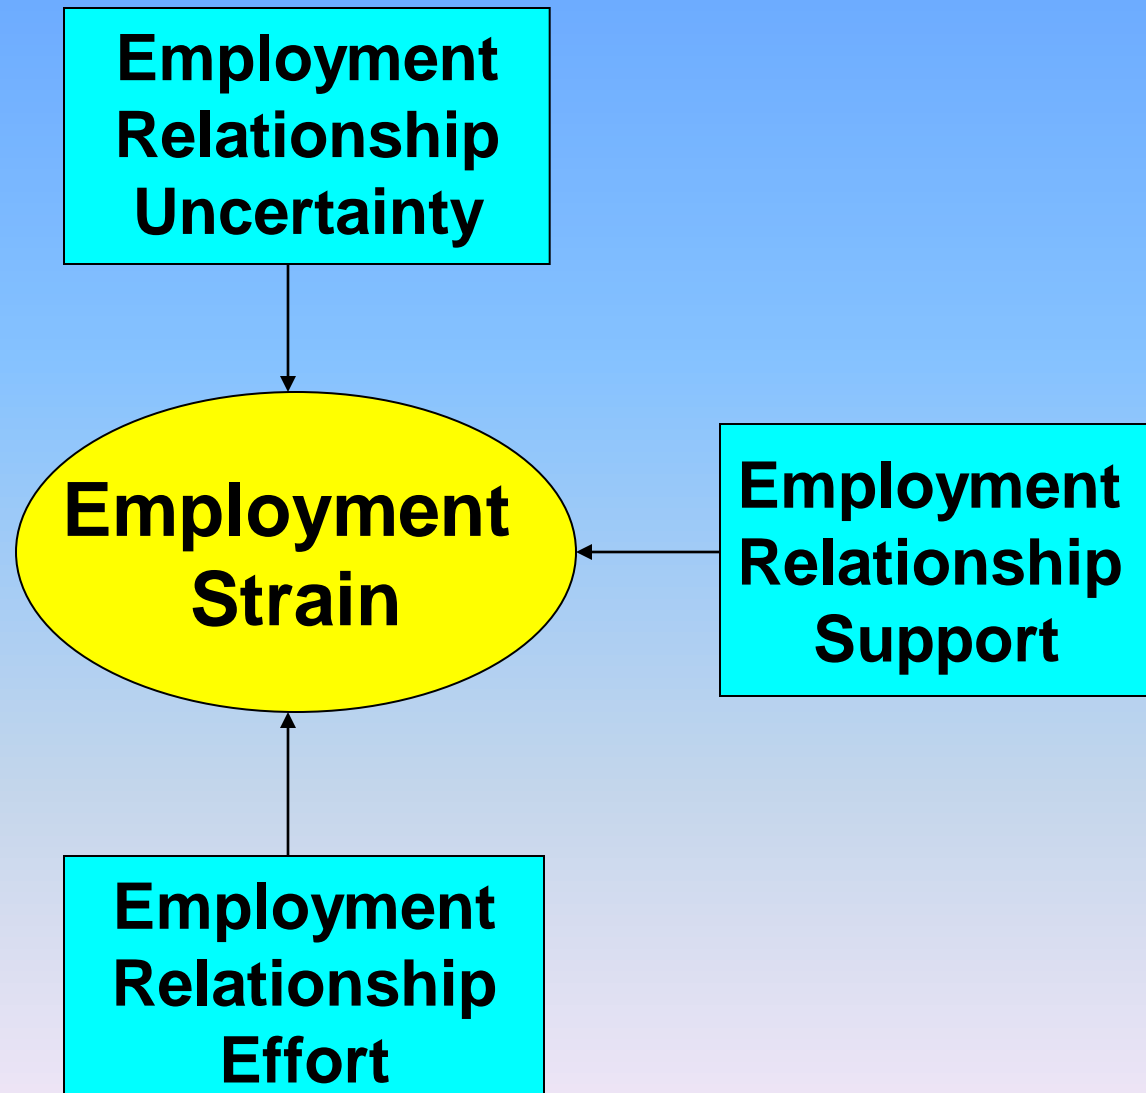 Employment
Relationship
Uncertainty
Employment
Strain
Employment
Relationship
Support
Employment
Relationship
Effort